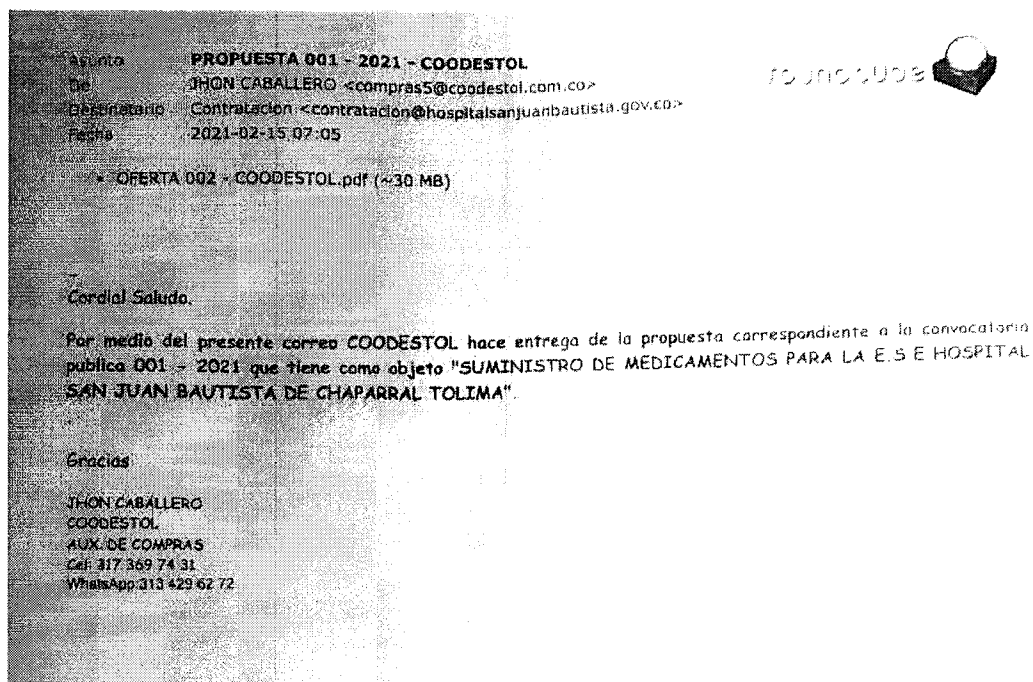 Asunto PROPUESTA 001 - 2021 - COODESTOL
De JHON CABALLERO <compras5@coodestol.com.co>
Destinatario Contratacion <contratacion@hospitalsanjuanbautista.gov.co>
Fecha 2021-02-15 07:05
roundcube
• OFERTA 002 - COODESTOL.pdf (~30 MB)
--
Cordial Saludo.
Por medio del presente correo COODESTOL hace entrega de la propuesta correspondiente a la convocatoria
publica 001 - 2021 que tiene como objeto "SUMINISTRO DE MEDICAMENTOS PARA LA E.S E HOSPITAL
SAN JUAN BAUTISTA DE CHAPARRAL TOLIMA".
Gracias
JHON CABALLERO
COODESTOL
AUX. DE COMPRAS
Cel: 317 369 74 31
WhatsApp 313 429 62 72